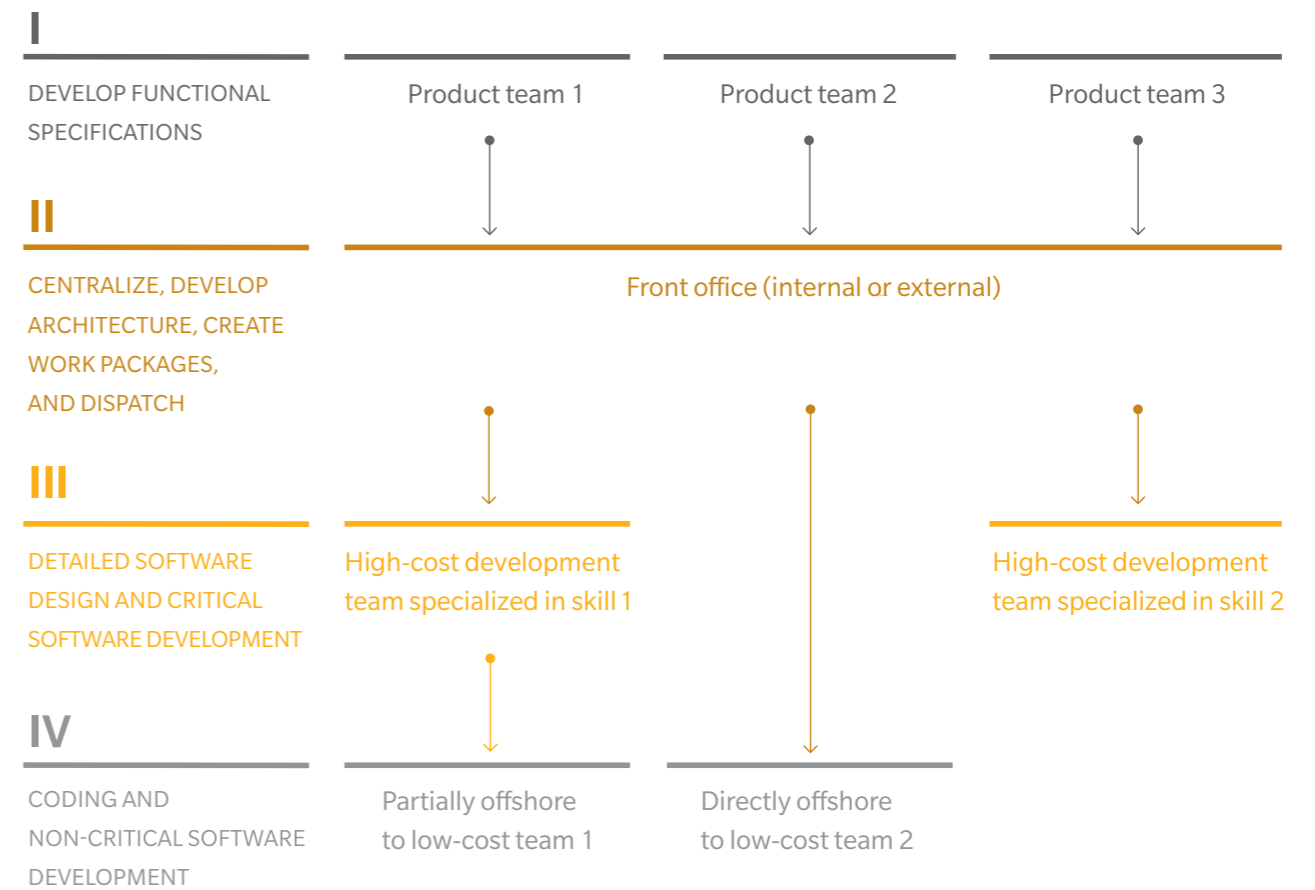 I
DEVELOP FUNCTIONAL
SPECIFICATIONS
Product team 1
Product team 2
Product team 3
II
CENTRALIZE, DEVELOP
ARCHITECTURE, CREATE
WORK PACKAGES,
AND DISPATCH
Front office (internal or external)
III
DETAILED SOFTWARE
DESIGN AND CRITICAL
SOFTWARE DEVELOPMENT
High-cost development
team specialized in skill 1
High-cost development
team specialized in skill 2
IV
CODING AND
NON-CRITICAL SOFTWARE
DEVELOPMENT
Partially offshore
to low-cost team 1
Directly offshore
to low-cost team 2